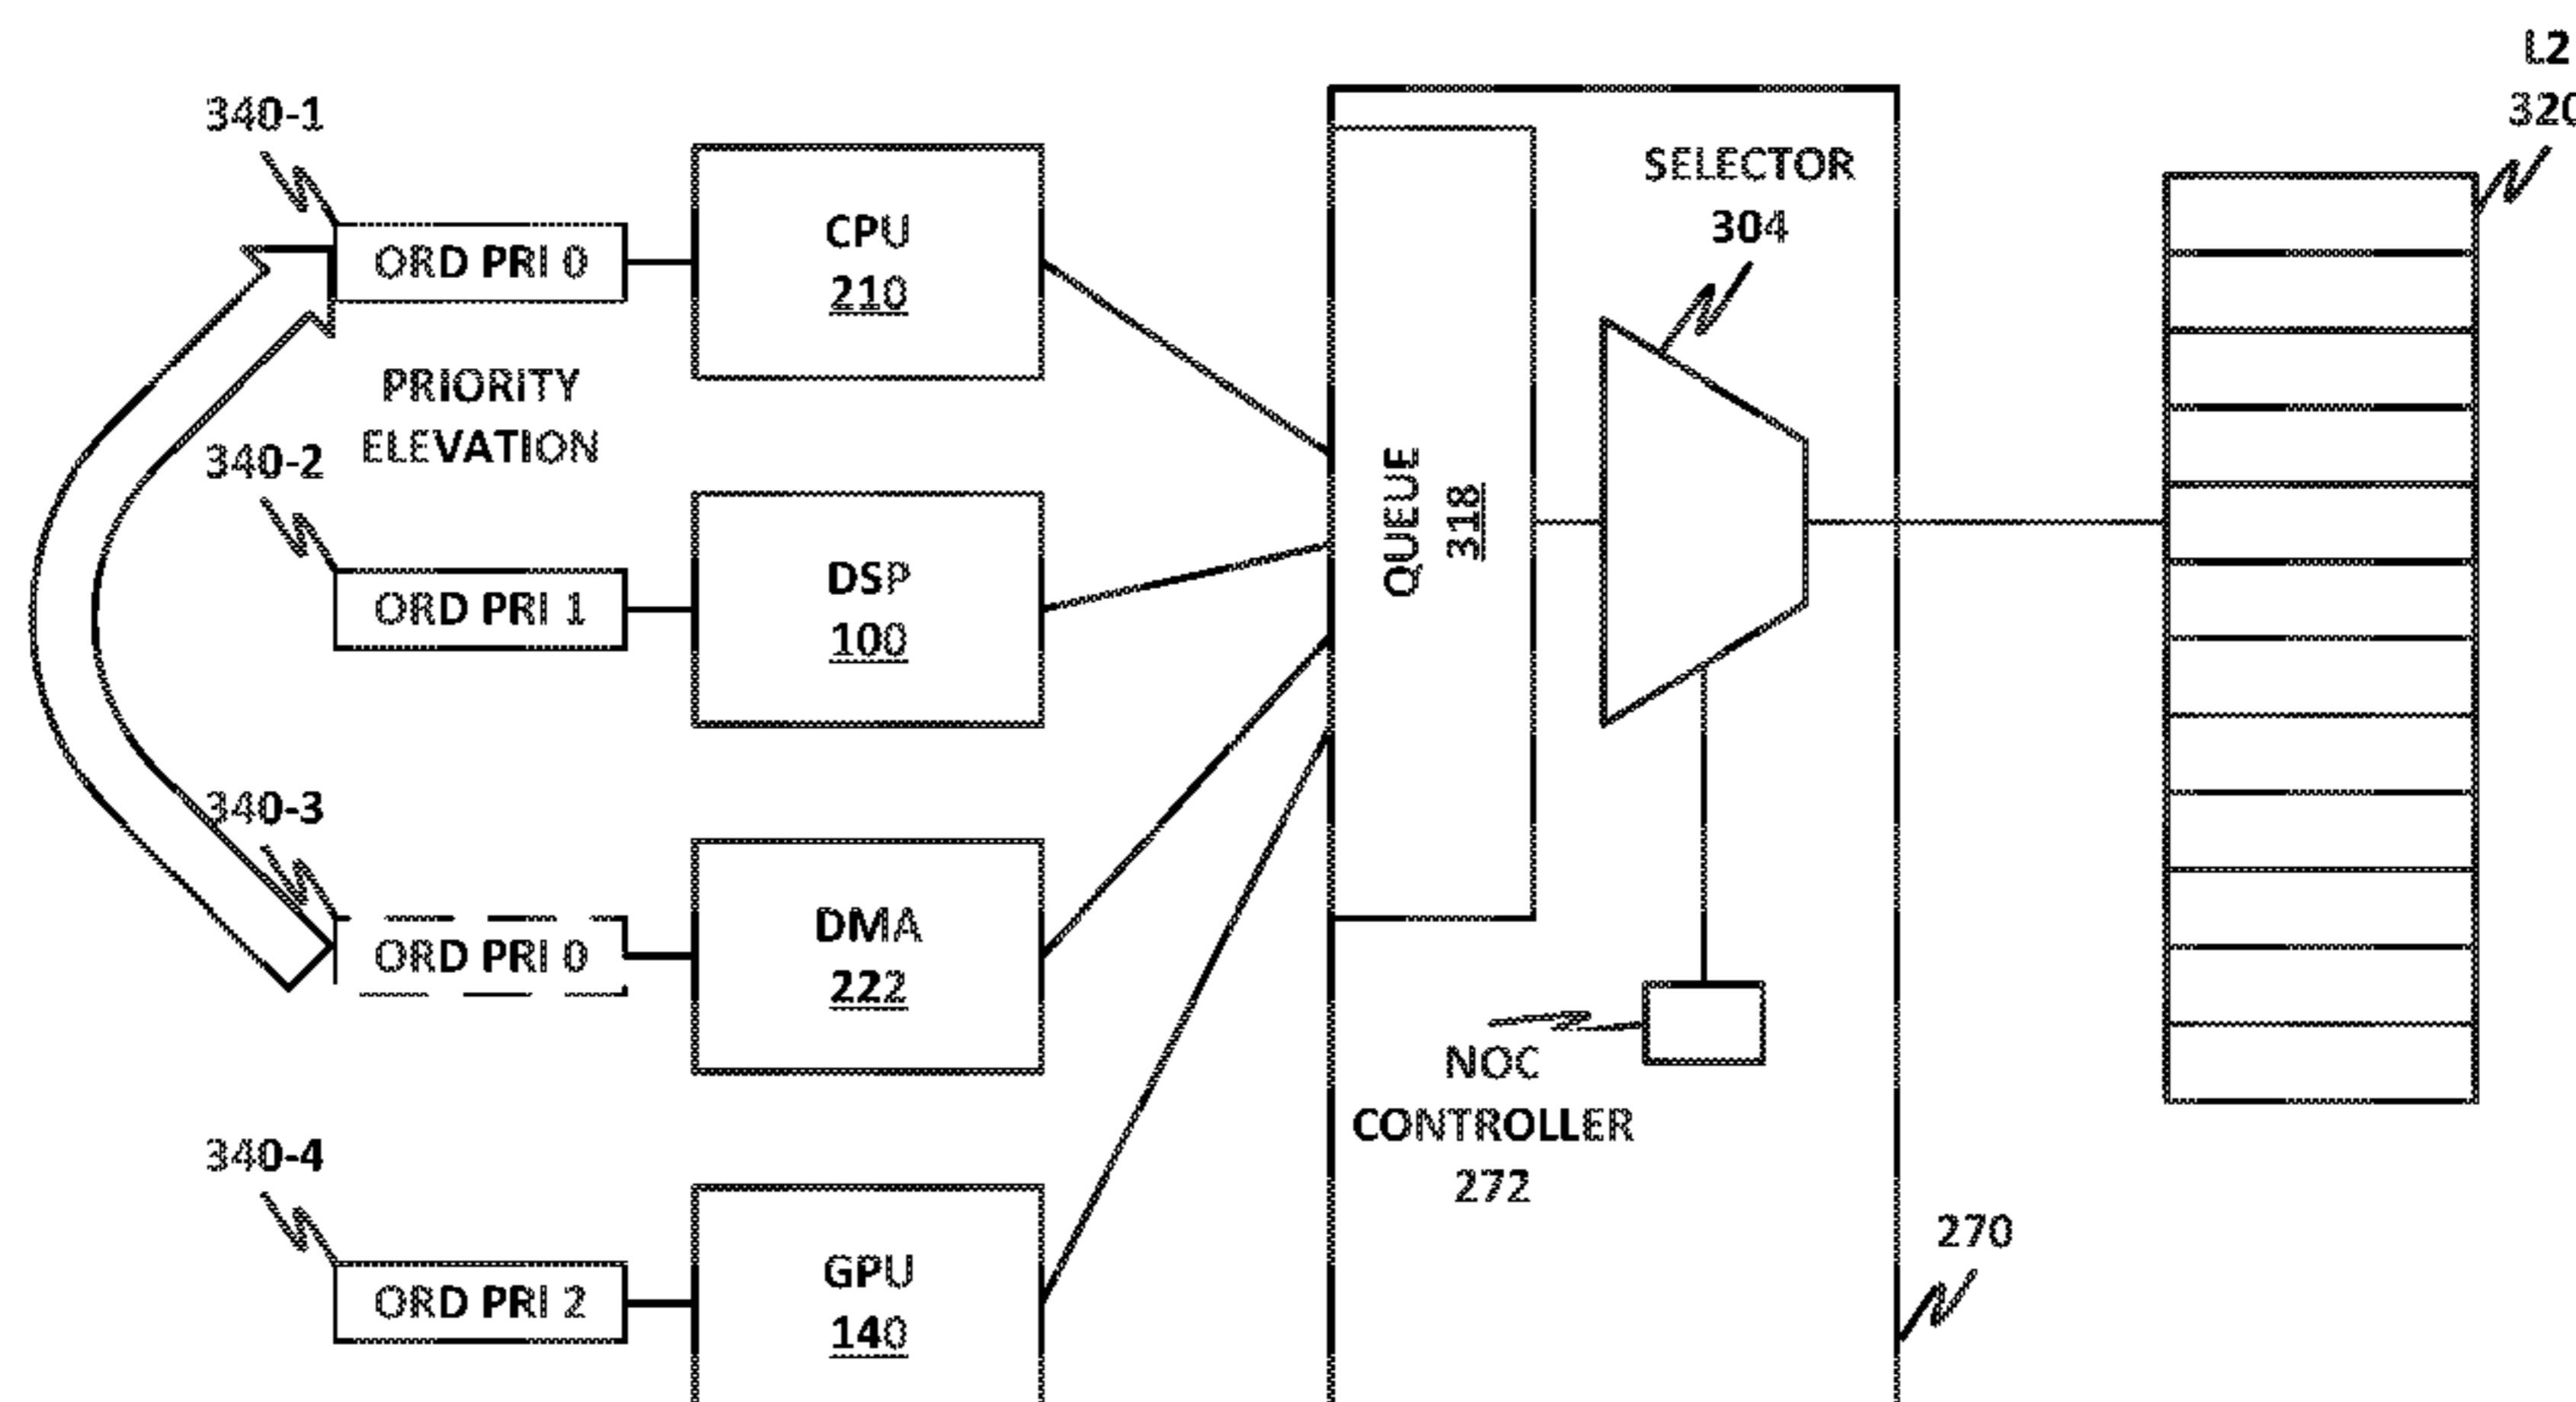 L2
320
340-1
SELECTOR
304
ORD PRI 0
CPU
210
PRIORITY
ELEVATION
340-2
QUEUE
318
ORD PRI 1
DSP
100
340-3
ORD PRI 0
DMA
222
NOC
CONTROLLER
272
340-4
ORD PRI 2
GPU
140
270